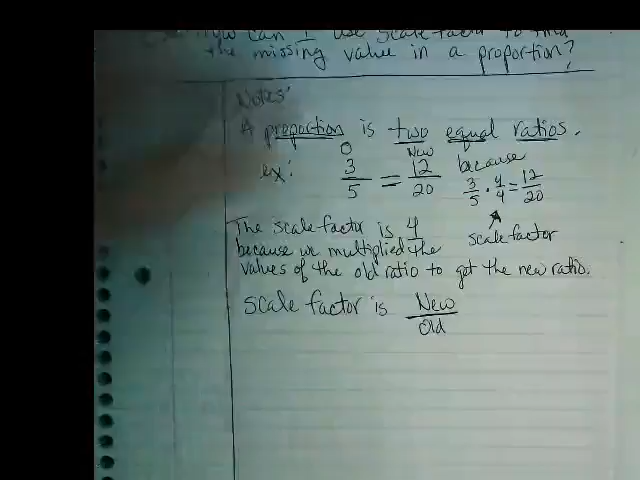 How can I use scale factor to find
the missing value in a proportion?
Notes:
A proportion is two equal ratios.
O New
ex: 3/5 = 12/20 because 3/5 · 4/4 = 12/20
scale factor
The scale factor is 4
because we multiplied the
values of the old ratio to get the new ratio.
Scale factor is New/Old